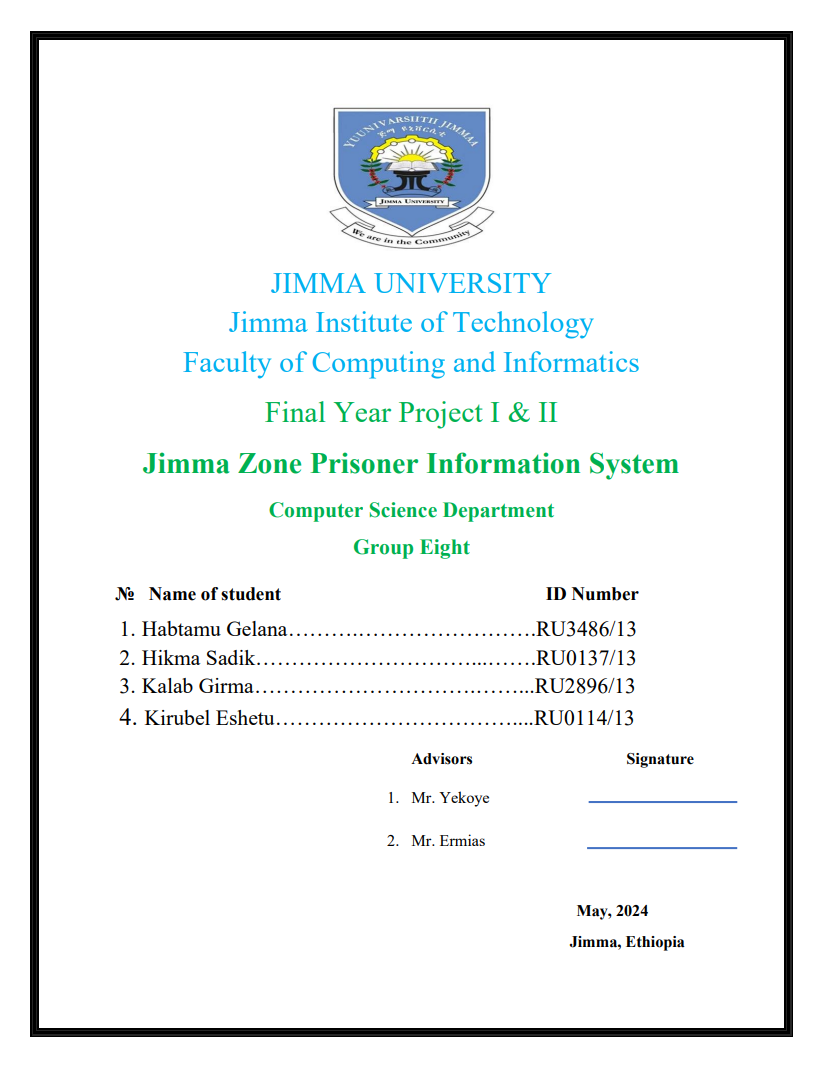 YUUNIVARSIITII JIMMAA
ጅማ ዩኒቨርሲቲ
JIMMA UNIVERSITY
We are in the Community
JIMMA UNIVERSITY
Jimma Institute of Technology
Faculty of Computing and Informatics
Final Year Project I & II
Jimma Zone Prisoner Information System
Computer Science Department
Group Eight
№ Name of student ID Number
1. Habtamu Gelana……….…………………….RU3486/13
2. Hikma Sadik…………………………...…….RU0137/13
3. Kalab Girma………………………….……...RU2896/13
4. Kirubel Eshetu……………………………....RU0114/13
Advisors Signature
1. Mr. Yekoye
2. Mr. Ermias
May, 2024
Jimma, Ethiopia